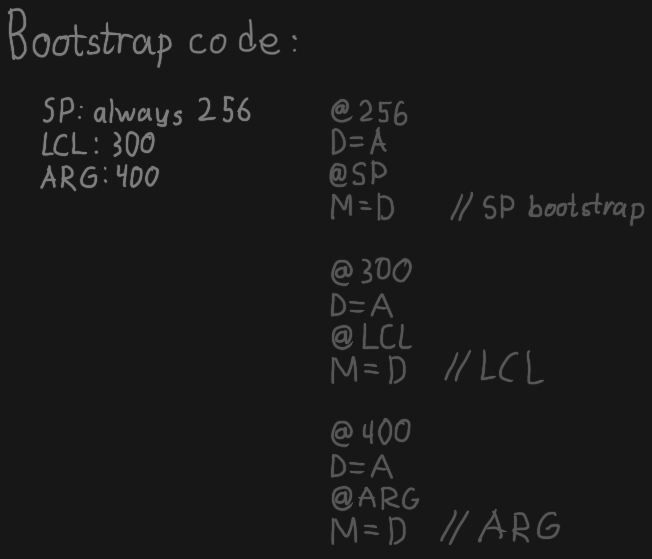 Bootstrap code:
SP: always 256
LCL: 300
ARG: 400
@256
D=A
@SP
M=D // SP bootstrap
@300
D=A
@LCL
M=D // LCL
@400
D=A
@ARG
M=D // ARG